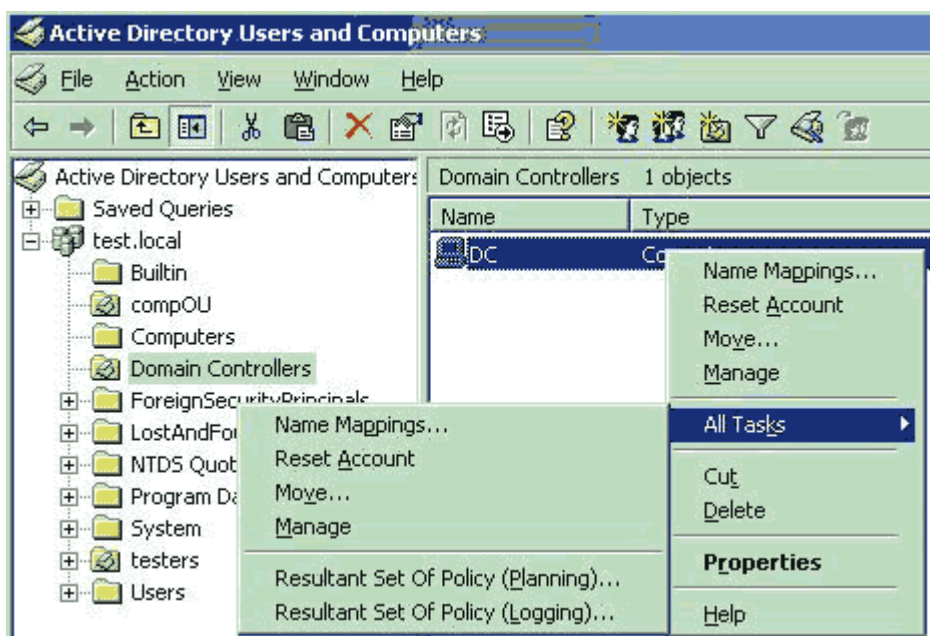 Active Directory Users and Computers
File Action View Window Help
Active Directory Users and Computers
Domain Controllers 1 objects
Saved Queries
Name Type
test.local
DC
Builtin
Name Mappings...
compOU
Reset Account
Computers
Move...
Domain Controllers
Manage
ForeignSecurityPrincipals
Name Mappings...
All Tasks
Reset Account
Move...
Manage
Resultant Set Of Policy (Planning)...
Resultant Set Of Policy (Logging)...
Cut
Delete
Properties
Help
NTDS Quot
System
testers
Users